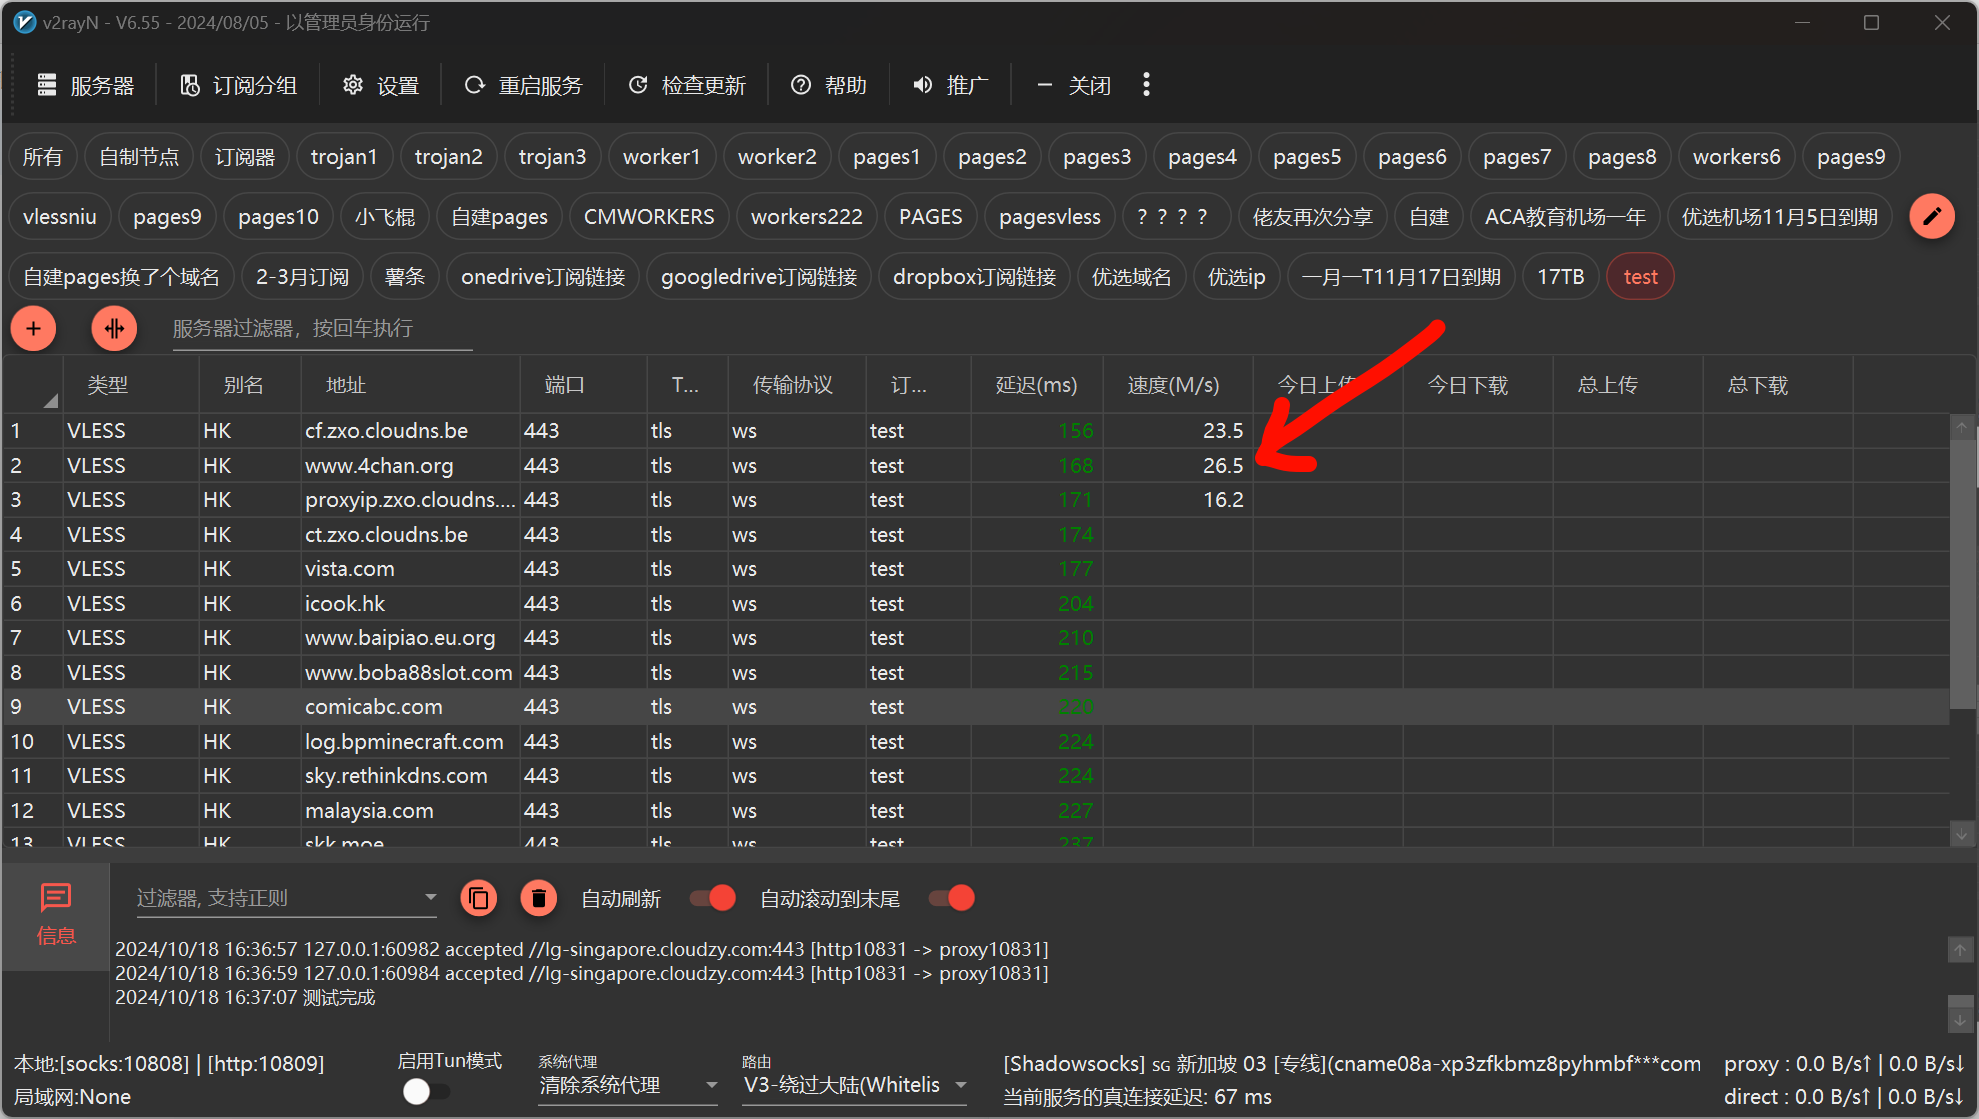 v2rayN - V6.55 - 2024/08/05 - 以管理员身份运行
服务器 订阅分组 设置 重启服务 检查更新 帮助 推广 关闭
所有 自制节点 订阅器 trojan1 trojan2 trojan3 worker1 worker2 pages1 pages2 pages3 pages4 pages5 pages6 pages7 pages8 workers6 pages9
vlessniu pages9 pages10 小飞棍 自建pages CMWORKERS workers222 PAGES pagesvless ？？？？ 佬友再次分享 自建 ACA教育机场一年 优选机场11月5日到期
自建pages换了个域名 2-3月订阅 薯条 onedrive订阅链接 googledrive订阅链接 dropbox订阅链接 优选域名 优选ip 一月一T11月17日到期 17TB test
服务器过滤器，按回车执行
类型 别名 地址 端口 T... 传输协议 订... 延迟(ms) 速度(M/s) 今日上传 今日下载 总上传 总下载
1 VLESS HK cf.zxo.cloudns.be 443 tls ws test 156 23.5
2 VLESS HK www.4chan.org 443 tls ws test 168 26.5
3 VLESS HK proxyip.zxo.cloudns.... 443 tls ws test 171 16.2
4 VLESS HK ct.zxo.cloudns.be 443 tls ws test 174
5 VLESS HK vista.com 443 tls ws test 177
6 VLESS HK icook.hk 443 tls ws test 204
7 VLESS HK www.baipiao.eu.org 443 tls ws test 210
8 VLESS HK www.boba88slot.com 443 tls ws test 215
9 VLESS HK comicabc.com 443 tls ws test 220
10 VLESS HK log.bpminecraft.com 443 tls ws test 224
11 VLESS HK sky.rethinkdns.com 443 tls ws test 224
12 VLESS HK malaysia.com 443 tls ws test 227
13 VLESS HK skk.moe 443 tls ws test 237
过滤器, 支持正则 自动刷新 自动滚动到末尾
信息
2024/10/18 16:36:57 127.0.0.1:60982 accepted //lg-singapore.cloudzy.com:443 [http10831 -> proxy10831]
2024/10/18 16:36:59 127.0.0.1:60984 accepted //lg-singapore.cloudzy.com:443 [http10831 -> proxy10831]
2024/10/18 16:37:07 测试完成
本地:[socks:10808] | [http:10809]
局域网:None
启用Tun模式
系统代理
清除系统代理
路由
V3-绕过大陆(Whitelis
[Shadowsocks] SG 新加坡 03 [专线](cname08a-xp3zfkbmz8pyhmbf***com
当前服务的真连接延迟: 67 ms
proxy : 0.0 B/s↑ | 0.0 B/s↓
direct : 0.0 B/s↑ | 0.0 B/s↓